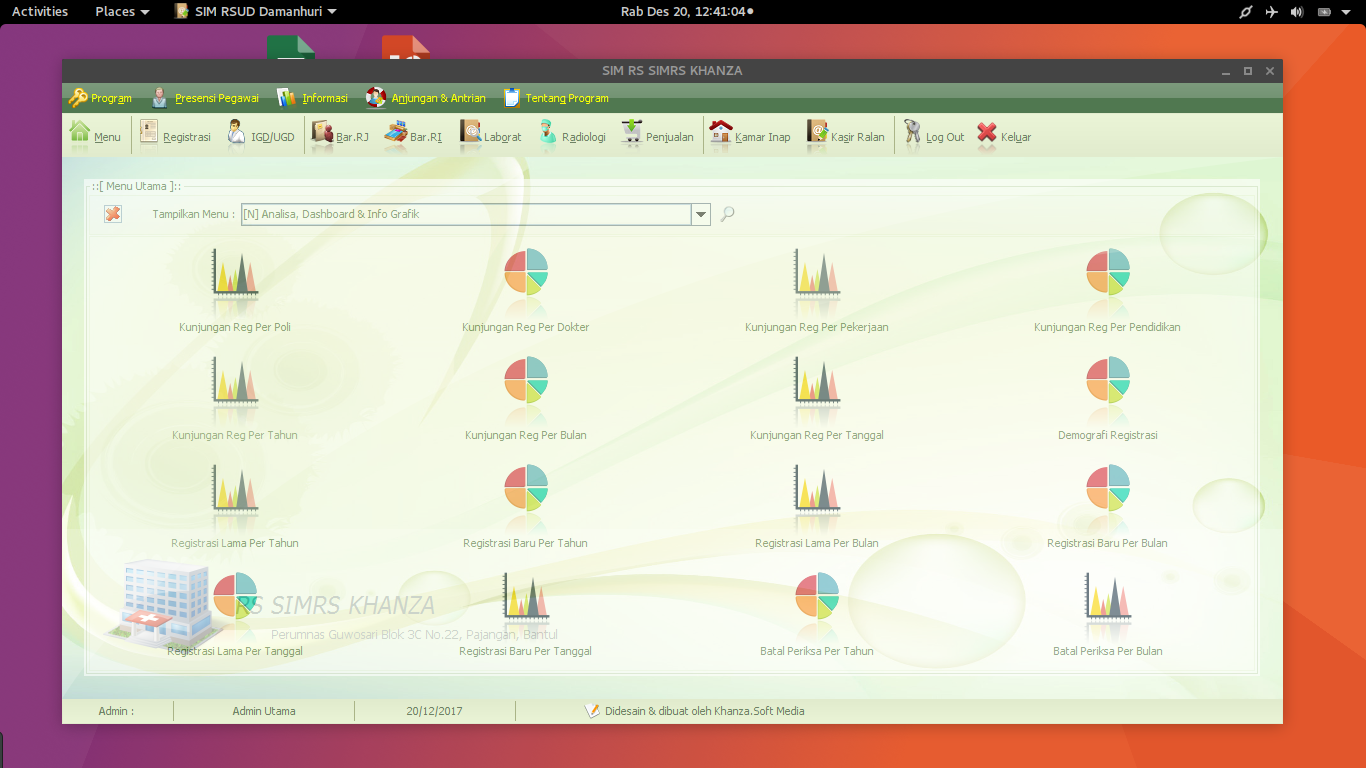 Activities Places SIM RSUD Damanhuri Rab Des 20, 12:41:04
SIM RS SIMRS KHANZA
Program Presensi Pegawai Informasi Anjungan & Antrian Tentang Program
Menu Registrasi IGD/UGD Bar.RJ Bar.RI Laborat Radiologi Penjualan Kamar Inap Kasir Ralan Log Out Keluar
::[ Menu Utama ]::
Tampilkan Menu : [N] Analisa, Dashboard & Info Grafik
Kunjungan Reg Per Poli Kunjungan Reg Per Dokter Kunjungan Reg Per Pekerjaan Kunjungan Reg Per Pendidikan
Kunjungan Reg Per Tahun Kunjungan Reg Per Bulan Kunjungan Reg Per Tanggal Demografi Registrasi
Registrasi Lama Per Tahun Registrasi Baru Per Tahun Registrasi Lama Per Bulan Registrasi Baru Per Bulan
RS SIMRS KHANZA
Perumnas Guwosari Blok 3C No.22, Pajangan, Bantul
Registrasi Lama Per Tanggal Registrasi Baru Per Tanggal Batal Periksa Per Tahun Batal Periksa Per Bulan
Admin : Admin Utama 20/12/2017 Didesain & dibuat oleh Khanza.Soft Media